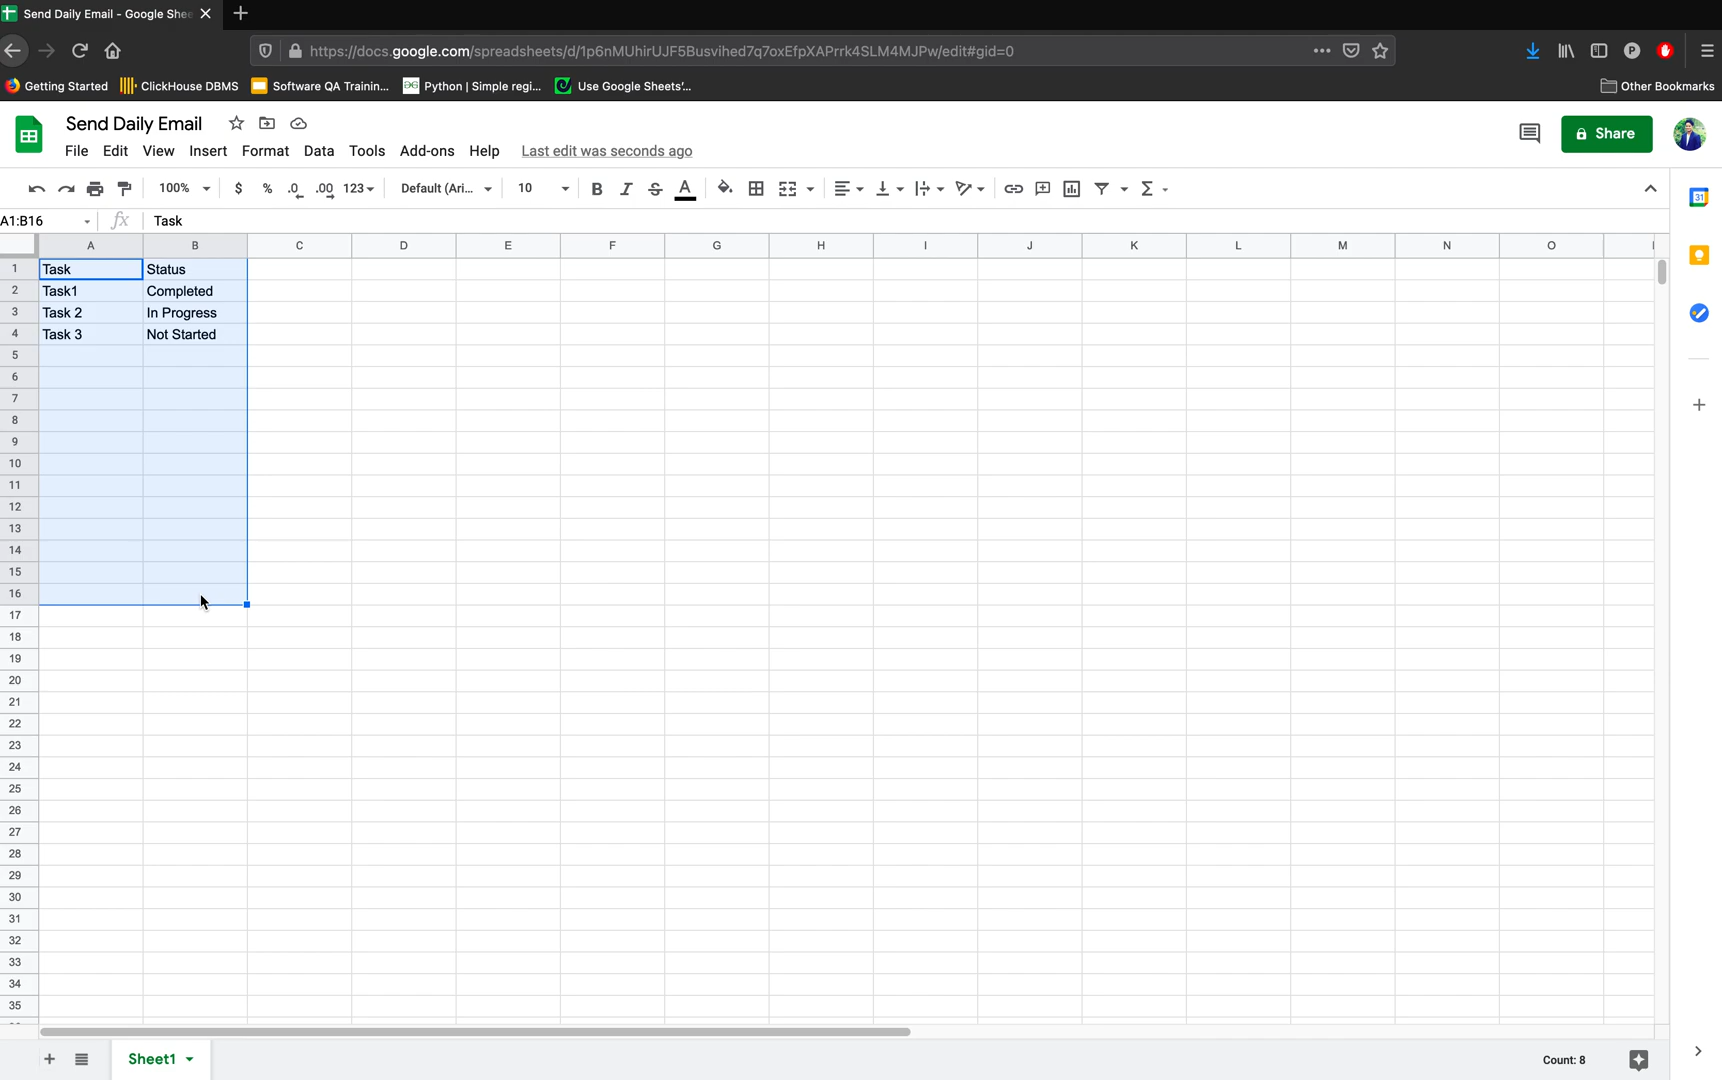 Send Daily Email - Google Shee
https://docs.google.com/spreadsheets/d/1p6nMUhirUJF5Busvihed7q7oxEfpXAPrrk4SLM4MJPw/edit#gid=0
P
Getting Started
ClickHouse DBMS
Software QA Trainin...
Python | Simple regi...
Use Google Sheets'...
Other Bookmarks
Send Daily Email
File Edit View Insert Format Data Tools Add-ons Help Last edit was seconds ago
Share
100% $ % .0 .00 123 Default (Ari... 10 B I S A Σ
31
A1:B16 fx Task
A B C D E F G H I J K L M N O
1 Task Status
2 Task1 Completed
3 Task 2 In Progress
4 Task 3 Not Started
5
6
7
8
9
10
11
12
13
14
15
16
17
18
19
20
21
22
23
24
25
26
27
28
29
30
31
32
33
34
35
Sheet1
Count: 8